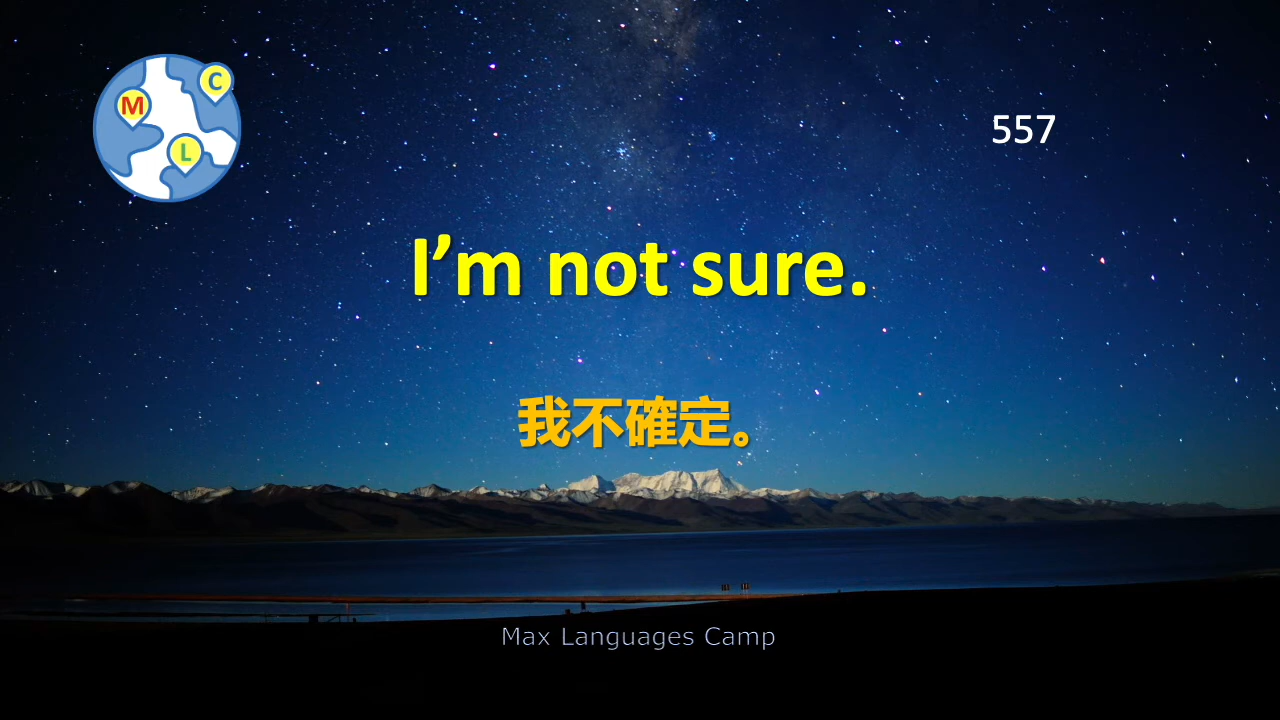 M
C
L
557
I’m not sure.
我不確定。
Max Languages Camp